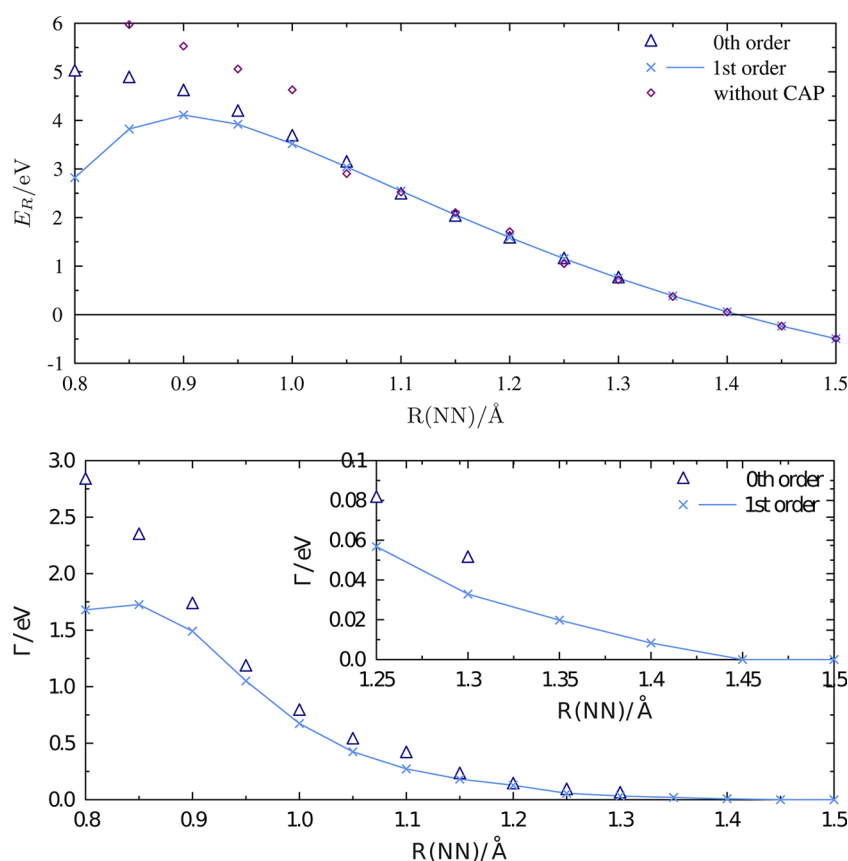 6
5
4
3
2
1
0
-1
E_R/eV
0th order
1st order
without CAP
0.8 0.9 1.0 1.1 1.2 1.3 1.4 1.5
R(NN)/Å
3.0
2.5
2.0
1.5
1.0
0.5
0.0
Γ/eV
0.8 0.9 1.0 1.1 1.2 1.3 1.4 1.5
R(NN)/Å
0.1
0.08
0.06
0.04
0.02
0.0
Γ/eV
0th order
1st order
1.25 1.3 1.35 1.4 1.45 1.5
R(NN)/Å